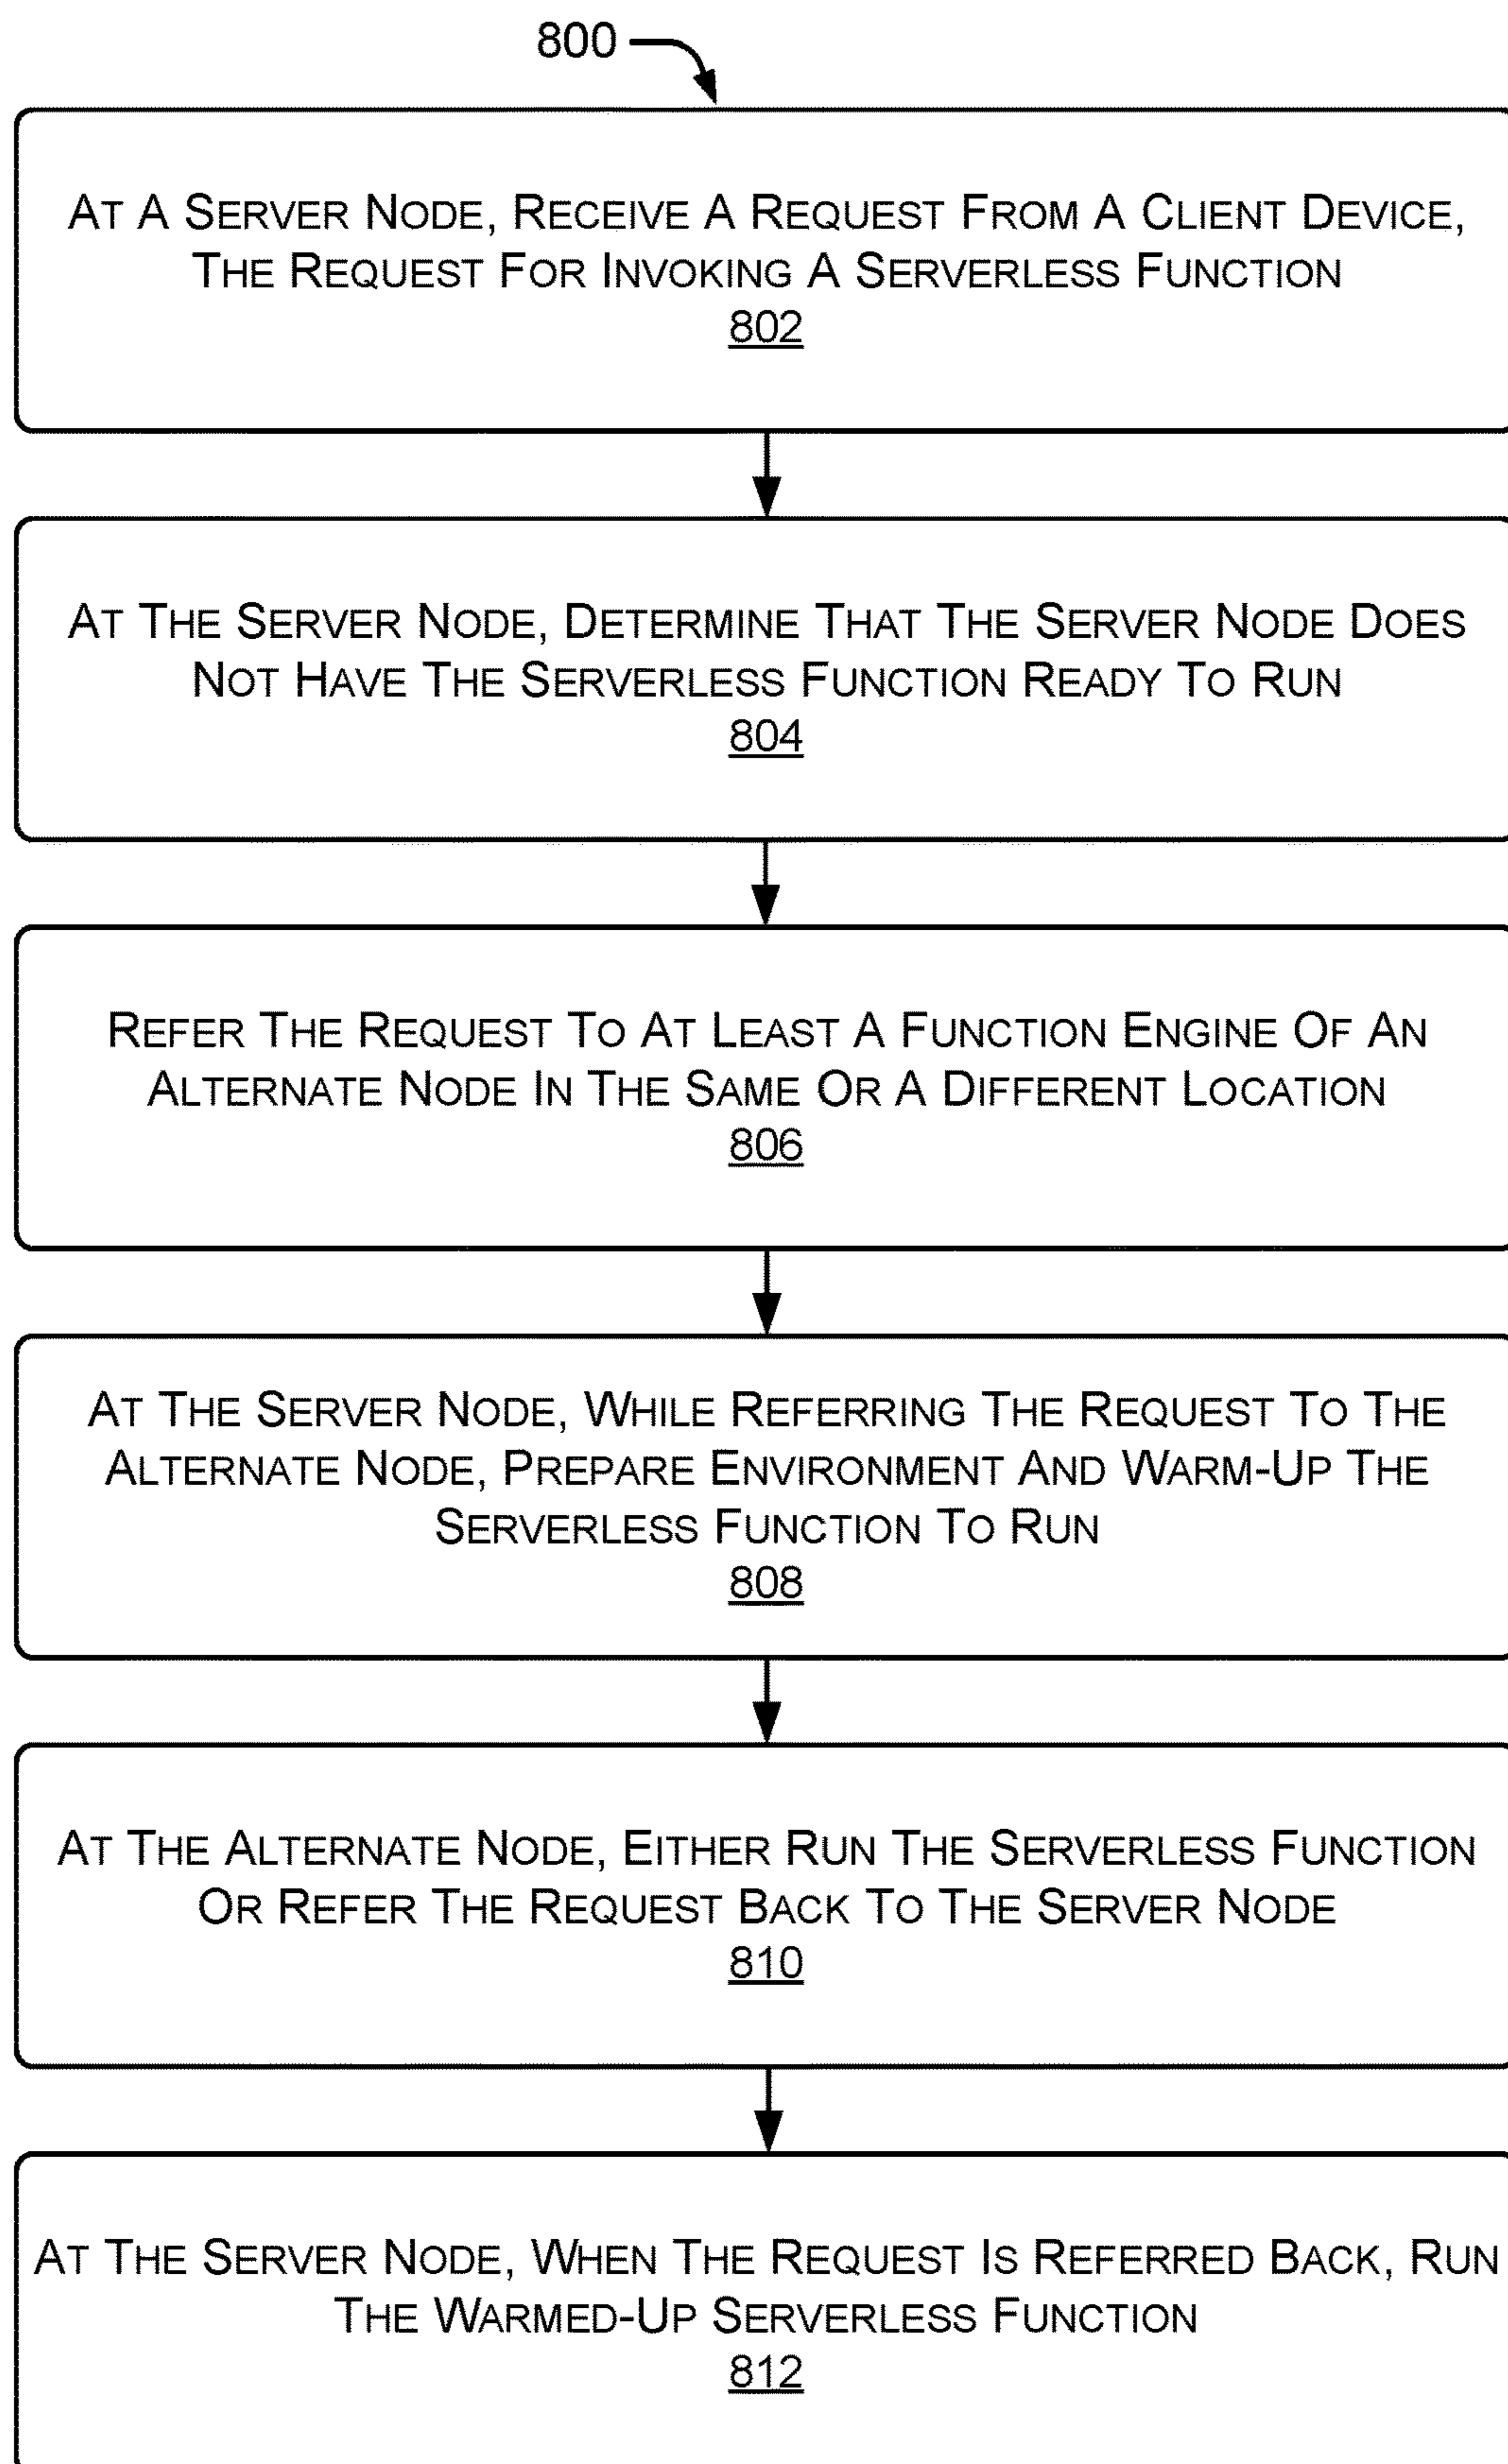 800
AT A SERVER NODE, RECEIVE A REQUEST FROM A CLIENT DEVICE,
THE REQUEST FOR INVOKING A SERVERLESS FUNCTION
802
AT THE SERVER NODE, DETERMINE THAT THE SERVER NODE DOES
NOT HAVE THE SERVERLESS FUNCTION READY TO RUN
804
REFER THE REQUEST TO AT LEAST A FUNCTION ENGINE OF AN
ALTERNATE NODE IN THE SAME OR A DIFFERENT LOCATION
806
AT THE SERVER NODE, WHILE REFERRING THE REQUEST TO THE
ALTERNATE NODE, PREPARE ENVIRONMENT AND WARM-UP THE
SERVERLESS FUNCTION TO RUN
808
AT THE ALTERNATE NODE, EITHER RUN THE SERVERLESS FUNCTION
OR REFER THE REQUEST BACK TO THE SERVER NODE
810
AT THE SERVER NODE, WHEN THE REQUEST IS REFERRED BACK, RUN
THE WARMED-UP SERVERLESS FUNCTION
812